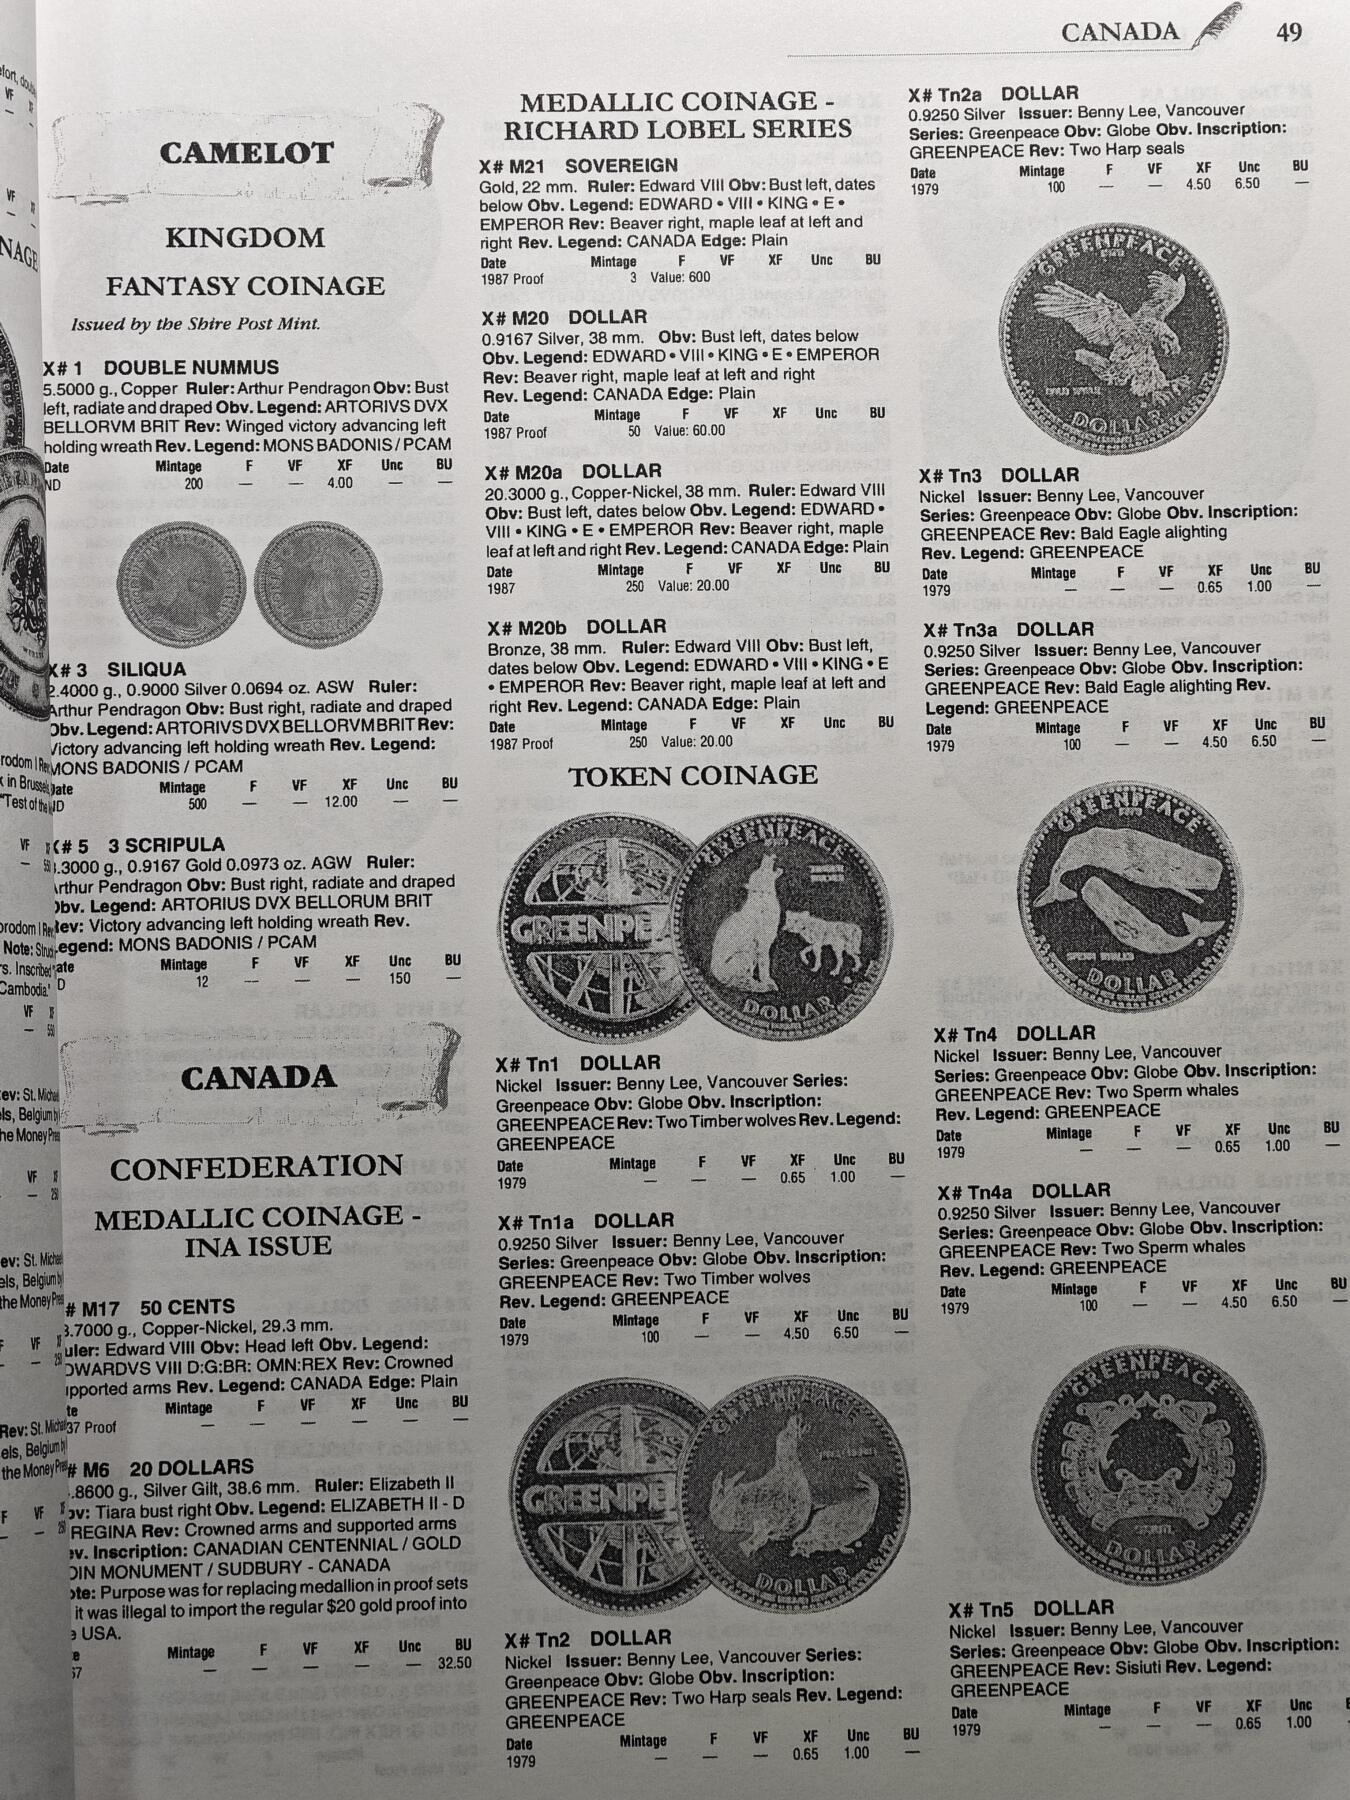 CANADA 49
CAMELOT
KINGDOM
FANTASY COINAGE
Issued by the Shire Post Mint.
X# 1 DOUBLE NUMMUS
5.5000 g., Copper Ruler: Arthur Pendragon Obv: Bust
left, radiate and draped Obv. Legend: ARTORIVS DVX
BELLORVM BRIT Rev: Winged victory advancing left
holding wreath Rev. Legend: MONS BADONIS / PCAM
Date Mintage F VF XF Unc BU
ND 200 — — 4.00 — —
X# 3 SILIQUA
2.4000 g., 0.9000 Silver 0.0694 oz. ASW Ruler:
Arthur Pendragon Obv: Bust right, radiate and draped
Obv. Legend: ARTORIVS DVX BELLORVM BRIT Rev:
Victory advancing left holding wreath Rev. Legend:
MONS BADONIS / PCAM
Date Mintage F VF XF Unc BU
ND 500 — — 12.00 — —
X# 5 3 SCRIPULA
.3000 g., 0.9167 Gold 0.0973 oz. AGW Ruler:
Arthur Pendragon Obv: Bust right, radiate and draped
Obv. Legend: ARTORIUS DVX BELLORUM BRIT
Rev: Victory advancing left holding wreath Rev.
Legend: MONS BADONIS / PCAM
ate Mintage F VF XF Unc BU
D 12 — — — 150 —
CANADA
CONFEDERATION
MEDALLIC COINAGE -
INA ISSUE
# M17 50 CENTS
.7000 g., Copper-Nickel, 29.3 mm.
uler: Edward VIII Obv: Head left Obv. Legend:
DWARDVS VIII D:G:BR: OMN:REX Rev: Crowned
upported arms Rev. Legend: CANADA Edge: Plain
te Mintage F VF XF Unc BU
37 Proof — — — — — —
# M6 20 DOLLARS
.8600 g., Silver Gilt, 38.6 mm. Ruler: Elizabeth II
bv: Tiara bust right Obv. Legend: ELIZABETH II - D
REGINA Rev: Crowned arms and supported arms
ev. Inscription: CANADIAN CENTENNIAL / GOLD
OIN MONUMENT / SUDBURY - CANADA
ote: Purpose was for replacing medallion in proof sets
it was illegal to import the regular $20 gold proof into
e USA.
e Mintage F VF XF Unc BU
67 — — — — — 32.50
MEDALLIC COINAGE -
RICHARD LOBEL SERIES
X# M21 SOVEREIGN
Gold, 22 mm. Ruler: Edward VIII Obv: Bust left, dates
below Obv. Legend: EDWARD • VIII • KING • E •
EMPEROR Rev: Beaver right, maple leaf at left and
right Rev. Legend: CANADA Edge: Plain
Date Mintage F VF XF Unc BU
1987 Proof 3 Value: 600
X# M20 DOLLAR
0.9167 Silver, 38 mm. Obv: Bust left, dates below
Obv. Legend: EDWARD • VIII • KING • E • EMPEROR
Rev: Beaver right, maple leaf at left and right
Rev. Legend: CANADA Edge: Plain
Date Mintage F VF XF Unc BU
1987 Proof 50 Value: 60.00
X# M20a DOLLAR
20.3000 g., Copper-Nickel, 38 mm. Ruler: Edward VIII
Obv: Bust left, dates below Obv. Legend: EDWARD •
VIII • KING • E • EMPEROR Rev: Beaver right, maple
leaf at left and right Rev. Legend: CANADA Edge: Plain
Date Mintage F VF XF Unc BU
1987 250 Value: 20.00
X# M20b DOLLAR
Bronze, 38 mm. Ruler: Edward VIII Obv: Bust left,
dates below Obv. Legend: EDWARD • VIII • KING • E
• EMPEROR Rev: Beaver right, maple leaf at left and
right Rev. Legend: CANADA Edge: Plain
Date Mintage F VF XF Unc BU
1987 Proof 250 Value: 20.00
TOKEN COINAGE
GREENPE
GREENPEACE
1979
DOLLAR
X# Tn1 DOLLAR
Nickel Issuer: Benny Lee, Vancouver Series:
Greenpeace Obv: Globe Obv. Inscription:
GREENPEACE Rev: Two Timber wolves Rev. Legend:
GREENPEACE
Date Mintage F VF XF Unc BU
1979 — — — 0.65 1.00 —
X# Tn1a DOLLAR
0.9250 Silver Issuer: Benny Lee, Vancouver
Series: Greenpeace Obv: Globe Obv. Inscription:
GREENPEACE Rev: Two Timber wolves
Rev. Legend: GREENPEACE
Date Mintage F VF XF Unc BU
1979 100 — — 4.50 6.50 —
GREENPE
GREENPEACE
DOLLAR
X# Tn2 DOLLAR
Nickel Issuer: Benny Lee, Vancouver Series:
Greenpeace Obv: Globe Obv. Inscription:
GREENPEACE Rev: Two Harp seals Rev. Legend:
GREENPEACE
Date Mintage F VF XF Unc BU
1979 — — — 0.65 1.00 —
X# Tn2a DOLLAR
0.9250 Silver Issuer: Benny Lee, Vancouver
Series: Greenpeace Obv: Globe Obv. Inscription:
GREENPEACE Rev: Two Harp seals
Date Mintage F VF XF Unc BU
1979 100 — — 4.50 6.50 —
GREENPEACE
1979
DOLLAR
X# Tn3 DOLLAR
Nickel Issuer: Benny Lee, Vancouver
Series: Greenpeace Obv: Globe Obv. Inscription:
GREENPEACE Rev: Bald Eagle alighting
Rev. Legend: GREENPEACE
Date Mintage F VF XF Unc BU
1979 — — — 0.65 1.00 —
X# Tn3a DOLLAR
0.9250 Silver Issuer: Benny Lee, Vancouver
Series: Greenpeace Obv: Globe Obv. Inscription:
GREENPEACE Rev: Bald Eagle alighting Rev.
Legend: GREENPEACE
Date Mintage F VF XF Unc BU
1979 100 — — 4.50 6.50 —
GREENPEACE
1979
SPERM WHALES
DOLLAR
X# Tn4 DOLLAR
Nickel Issuer: Benny Lee, Vancouver
Series: Greenpeace Obv: Globe Obv. Inscription:
GREENPEACE Rev: Two Sperm whales
Rev. Legend: GREENPEACE
Date Mintage F VF XF Unc BU
1979 — — — 0.65 1.00 —
X# Tn4a DOLLAR
0.9250 Silver Issuer: Benny Lee, Vancouver
Series: Greenpeace Obv: Globe Obv. Inscription:
GREENPEACE Rev: Two Sperm whales
Rev. Legend: GREENPEACE
Date Mintage F VF XF Unc BU
1979 100 — — 4.50 6.50 —
GREENPEACE
1979
DOLLAR
X# Tn5 DOLLAR
Nickel Issuer: Benny Lee, Vancouver
Series: Greenpeace Obv: Globe Obv. Inscription:
GREENPEACE Rev: Sisiuti Rev. Legend:
GREENPEACE
Date Mintage F VF XF Unc
1979 — — — 0.65 1.00 —